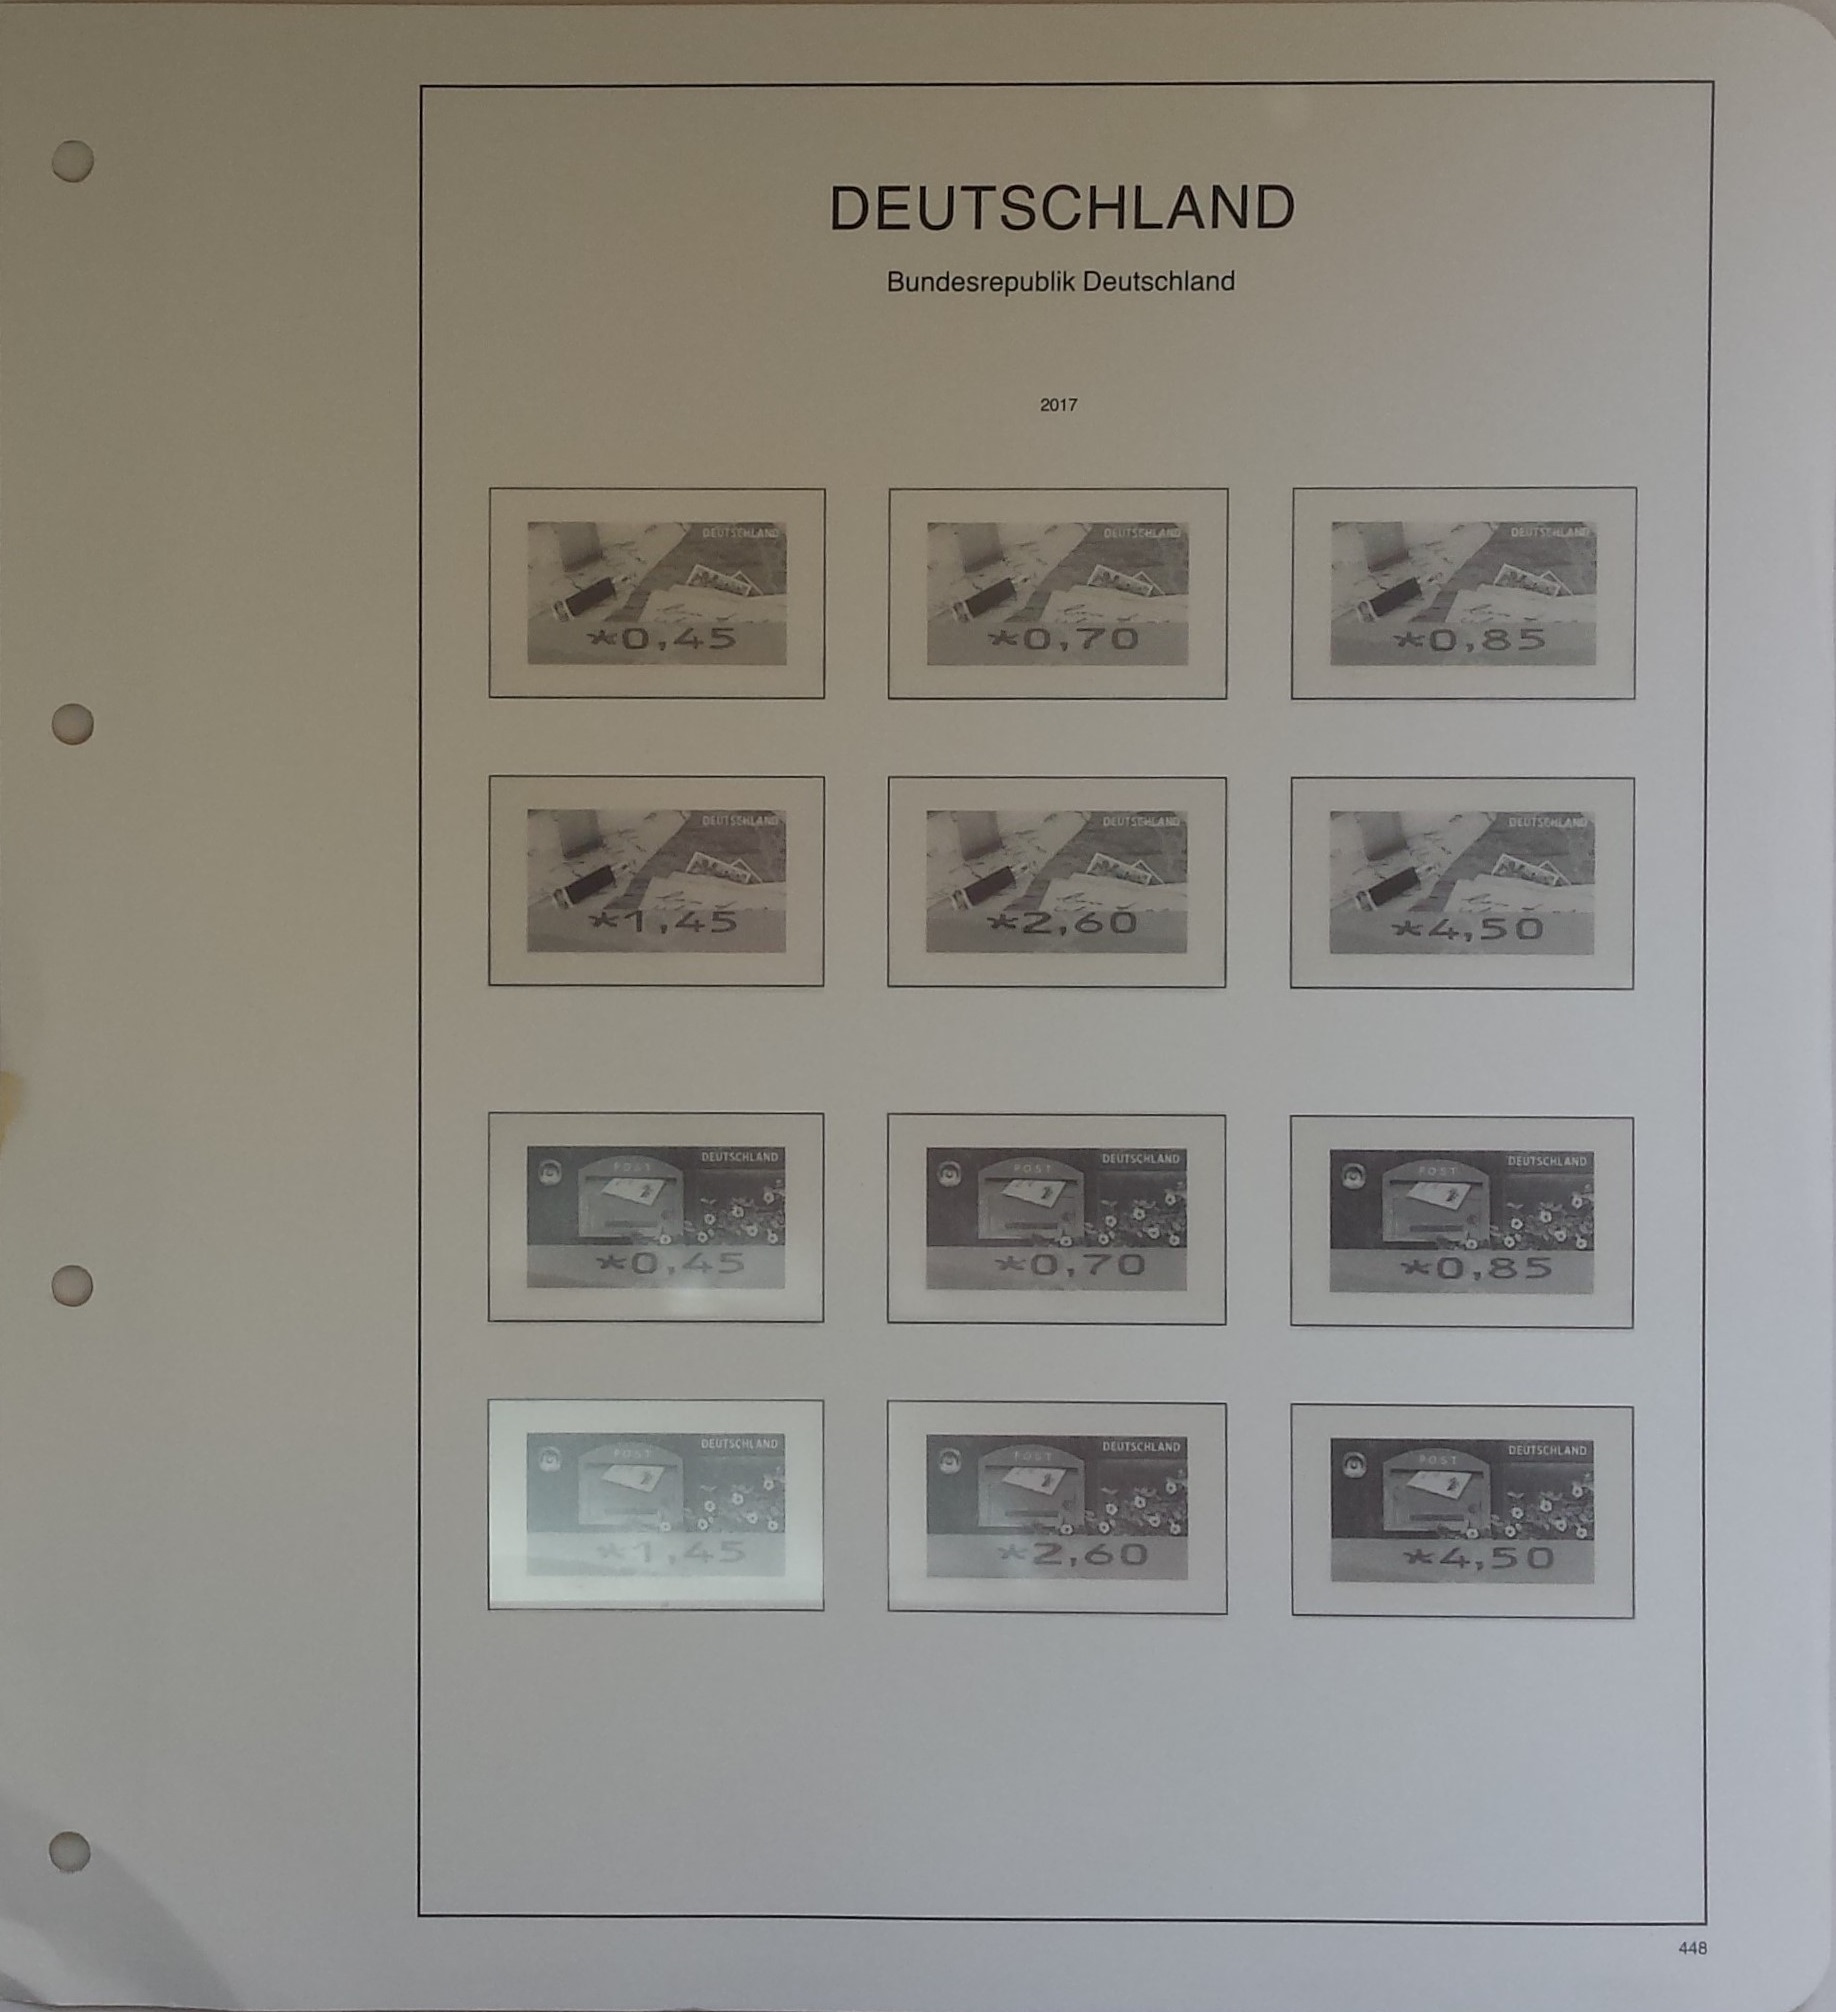 DEUTSCHLAND
Bundesrepublik Deutschland
2017
DEUTSCHLAND
*0,45
DEUTSCHLAND
*0,70
DEUTSCHLAND
*0,85
DEUTSCHLAND
*1,45
DEUTSCHLAND
*2,60
DEUTSCHLAND
*4,50
DEUTSCHLAND
POST
*0,45
DEUTSCHLAND
POST
*0,70
DEUTSCHLAND
POST
*0,85
DEUTSCHLAND
POST
*1,45
DEUTSCHLAND
POST
*2,60
DEUTSCHLAND
POST
*4,50
448